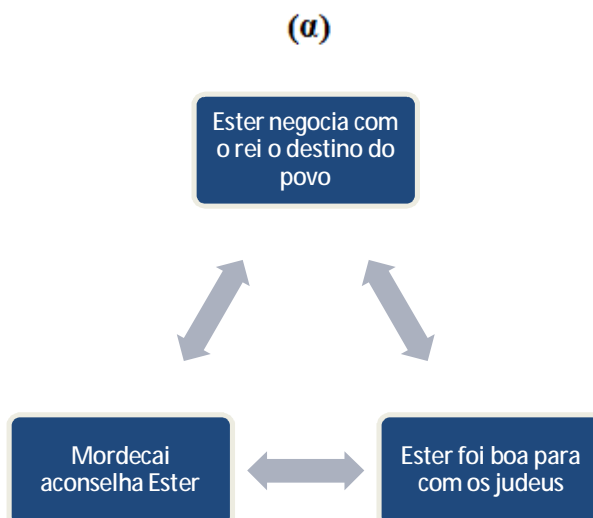 (α)
Ester negocia com
o rei o destino do
povo
Mordecai
aconselha Ester
Ester foi boa para
com os judeus